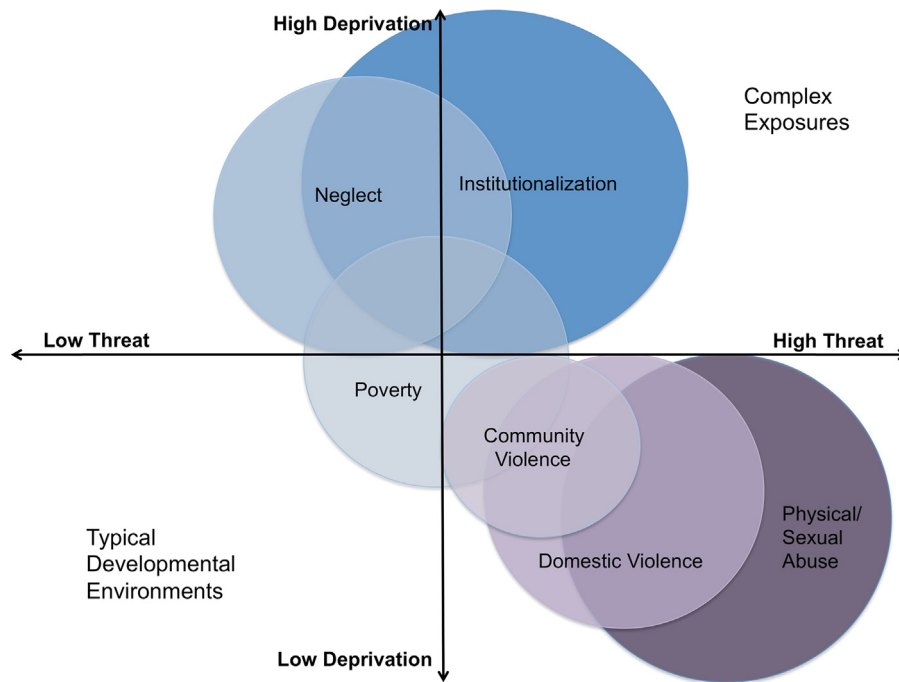 High Deprivation
Complex
Exposures
Neglect
Institutionalization
Low Threat
High Threat
Poverty
Community
Violence
Physical/
Sexual
Abuse
Typical
Developmental
Environments
Domestic Violence
Low Deprivation